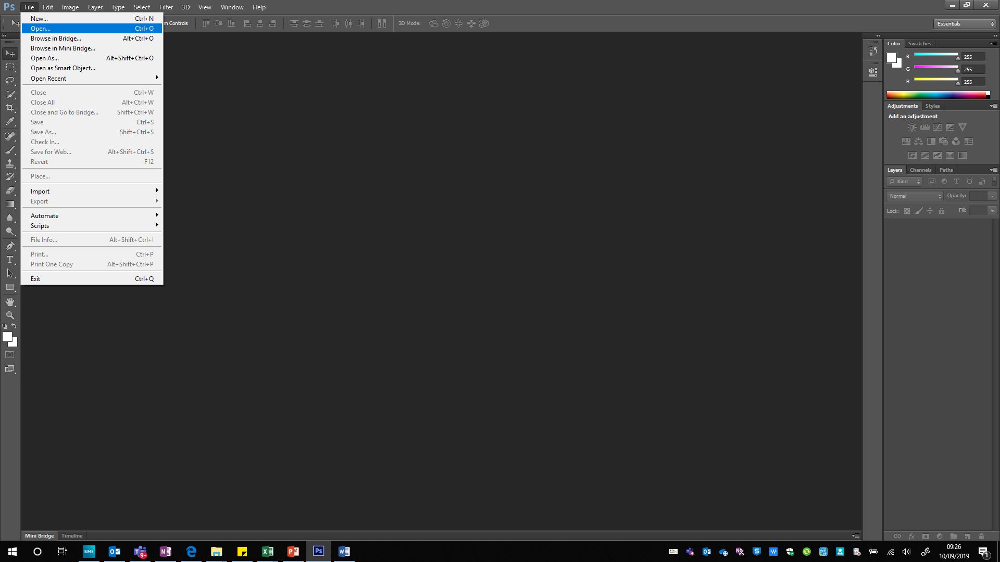 Ps File Edit Image Layer Type Select Filter 3D View Window Help
New... Ctrl+N
m Controls
3D Mode:
Essentials
Open... Ctrl+O
Browse in Bridge... Alt+Ctrl+O
Browse in Mini Bridge...
Open As... Alt+Shift+Ctrl+O
Open as Smart Object...
Open Recent
Close Ctrl+W
Close All Alt+Ctrl+W
Close and Go to Bridge... Shift+Ctrl+W
Save Ctrl+S
Save As... Shift+Ctrl+S
Check In...
Save for Web... Alt+Shift+Ctrl+S
Revert F12
Place...
Import
Export
Automate
Scripts
File Info... Alt+Shift+Ctrl+I
Print... Ctrl+P
Print One Copy Alt+Shift+Ctrl+P
Exit Ctrl+Q
Color Swatches
R 255
G 255
B 255
Adjustments Styles
Add an adjustment
Layers Channels Paths
Kind
Normal Opacity:
Lock: Fill:
Mini Bridge Timeline
SIMS
9+
Ps
09:26
10/09/2019
1